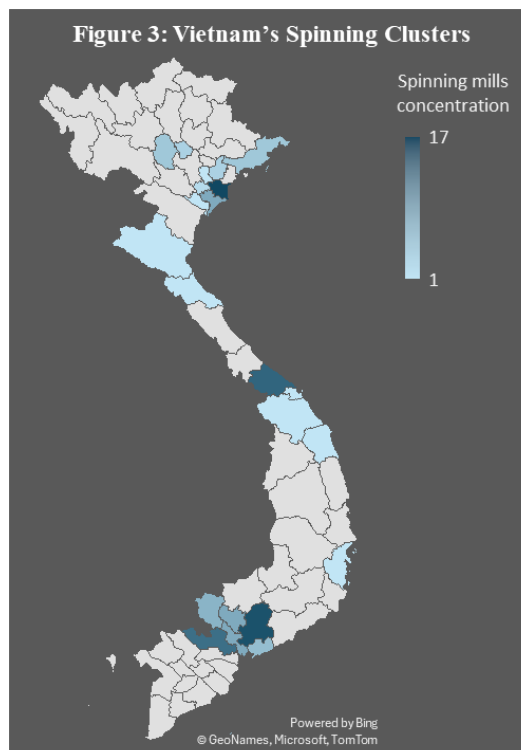 Figure 3: Vietnam's Spinning Clusters
Spinning mills
concentration
17
1
Powered by Bing
© GeoNames, Microsoft, TomTom